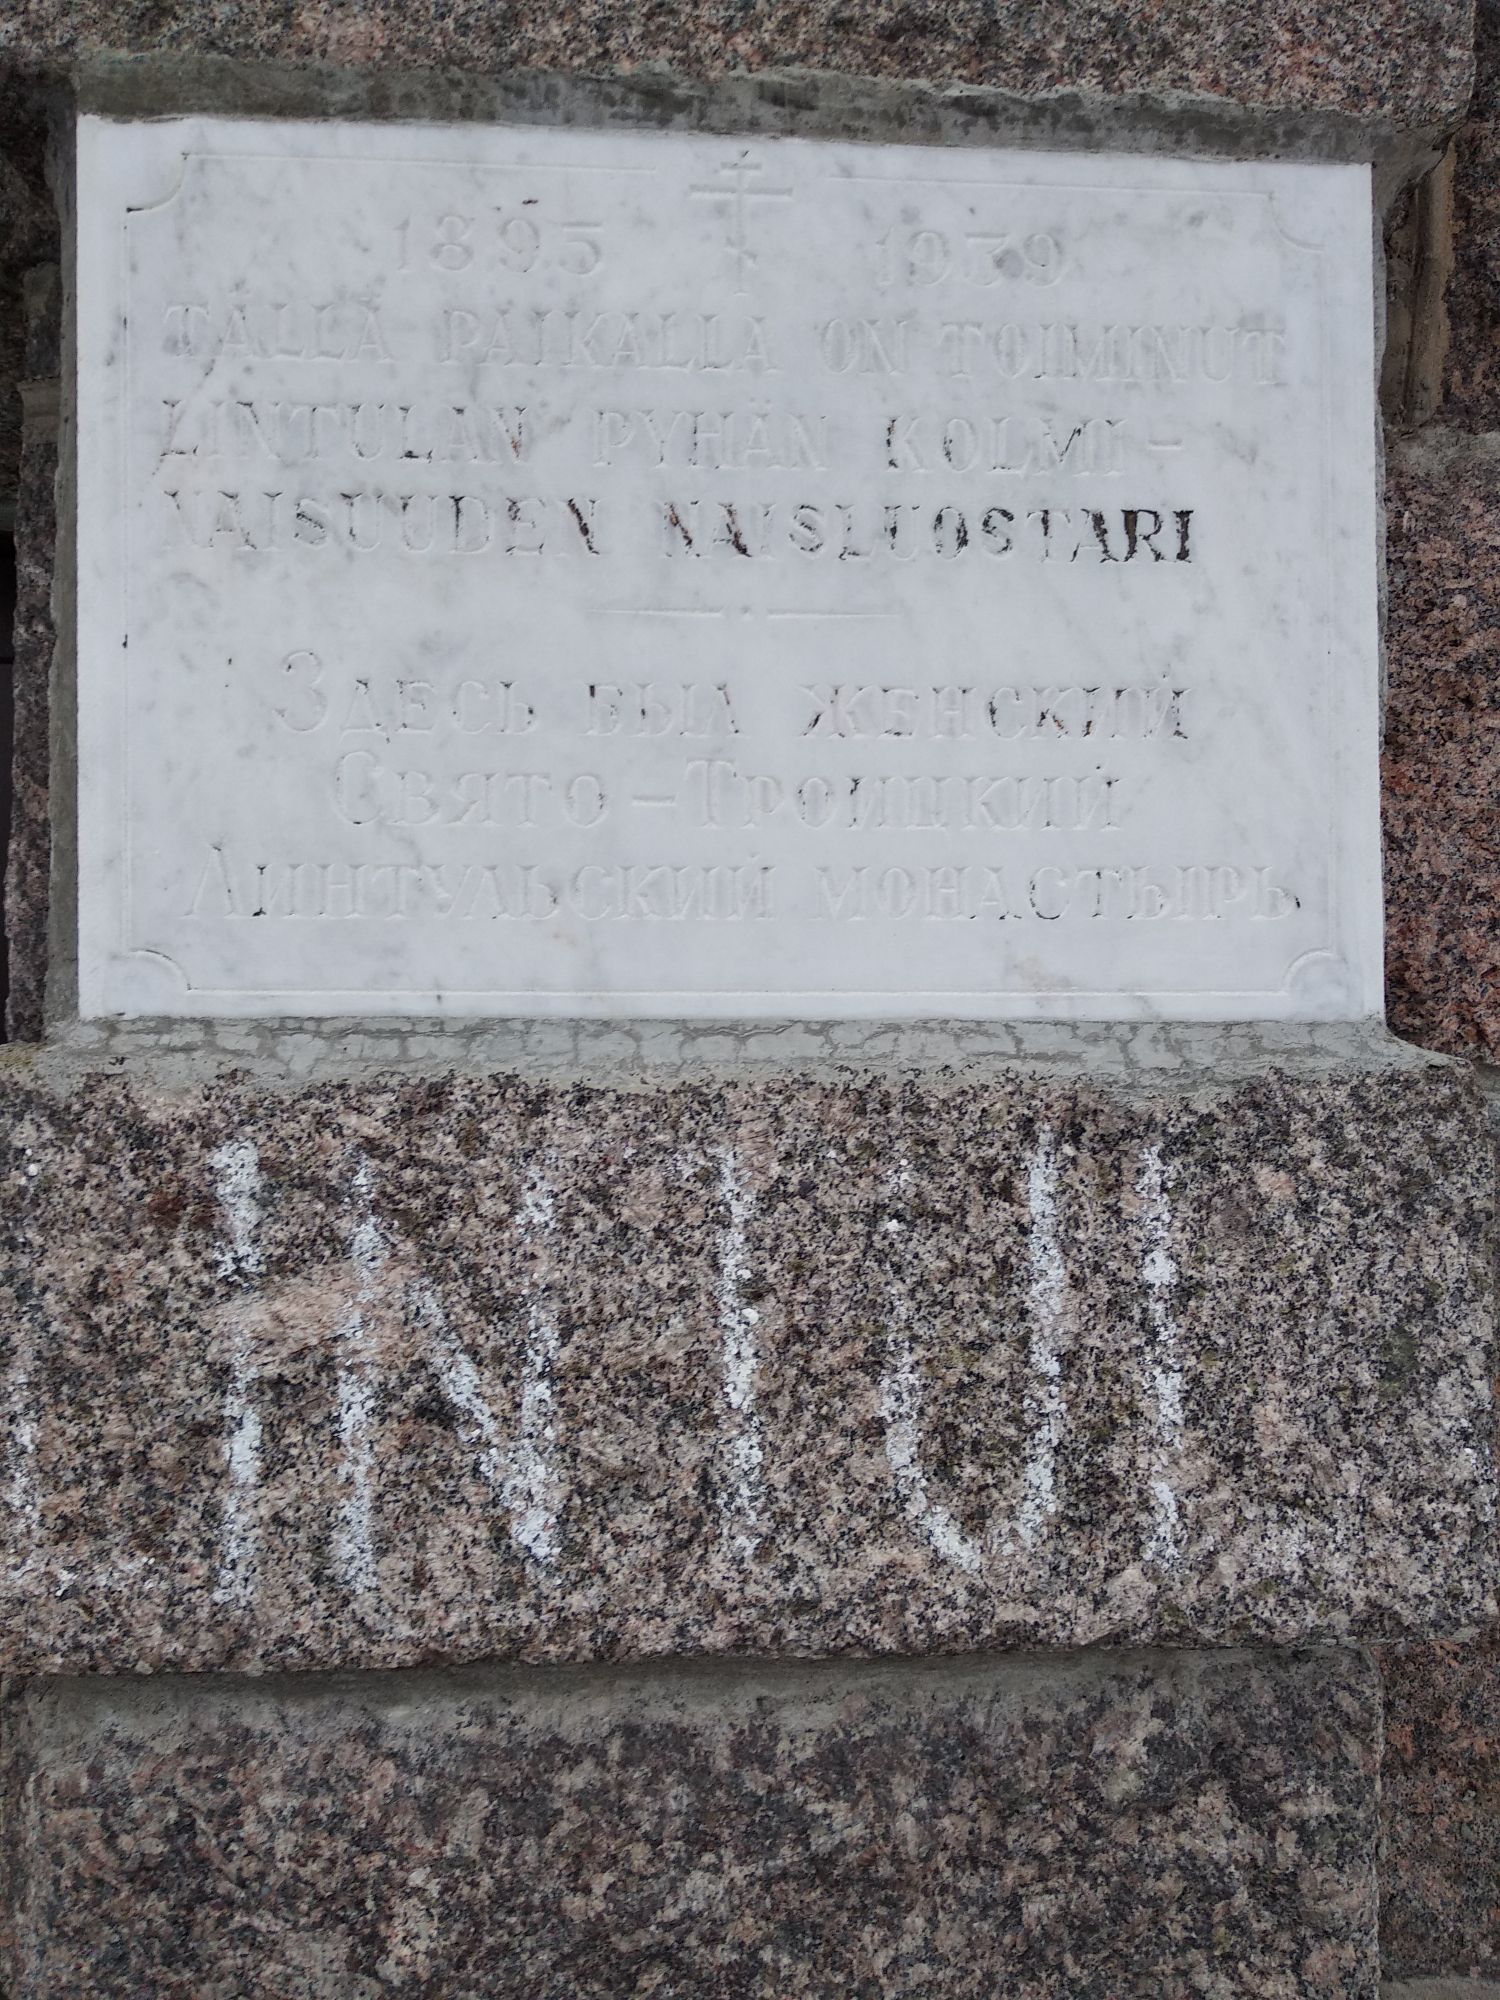 1895 1939
TÄLLÄ PAIKALLA ON TOIMINUT
LINTULAN PYHÄN KOLMI-
NAISUUDEN NAISLUOSTARI
ЗДЕСЬ БЫЛ ЖЕНСКИЙ
СВЯТО-ТРОИЦКИЙ
ЛИНТУЛЬСКИЙ МОНАСТЫРЬ